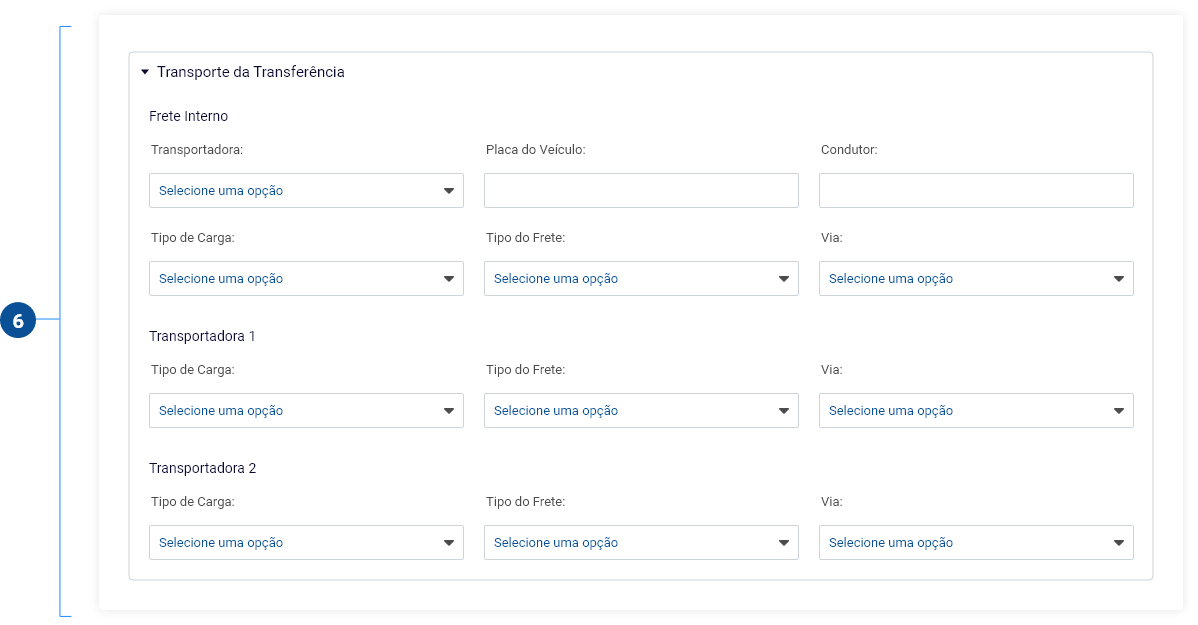 Transporte da Transferência
Frete Interno
Transportadora: Placa do Veículo: Condutor:
Selecione uma opção
Tipo de Carga: Tipo do Frete: Via:
Selecione uma opção Selecione uma opção Selecione uma opção
6
Transportadora 1
Tipo de Carga: Tipo do Frete: Via:
Selecione uma opção Selecione uma opção Selecione uma opção
Transportadora 2
Tipo de Carga: Tipo do Frete: Via:
Selecione uma opção Selecione uma opção Selecione uma opção